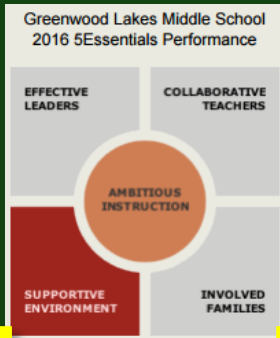 Greenwood Lakes Middle School
2016 5Essentials Performance
EFFECTIVE
LEADERS
COLLABORATIVE
TEACHERS
AMBITIOUS
INSTRUCTION
SUPPORTIVE
ENVIRONMENT
INVOLVED
FAMILIES